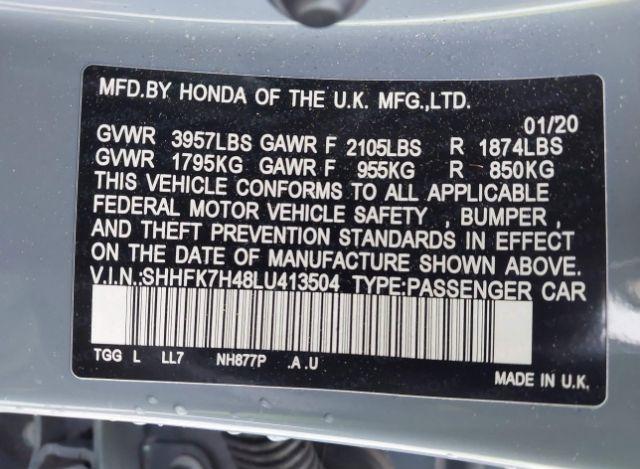 MFD.BY HONDA OF THE U.K. MFG.,LTD.
01/20
GVWR 3957LBS GAWR F 2105LBS R 1874LBS
GVWR 1795KG GAWR F 955KG R 850KG
THIS VEHICLE CONFORMS TO ALL APPLICABLE
FEDERAL MOTOR VEHICLE SAFETY , BUMPER ,
AND THEFT PREVENTION STANDARDS IN EFFECT
ON THE DATE OF MANUFACTURE SHOWN ABOVE.
V.I.N.:SHHFK7H48LU413504 TYPE:PASSENGER CAR
TGG L LL7 NH877P .A .U
MADE IN U.K.